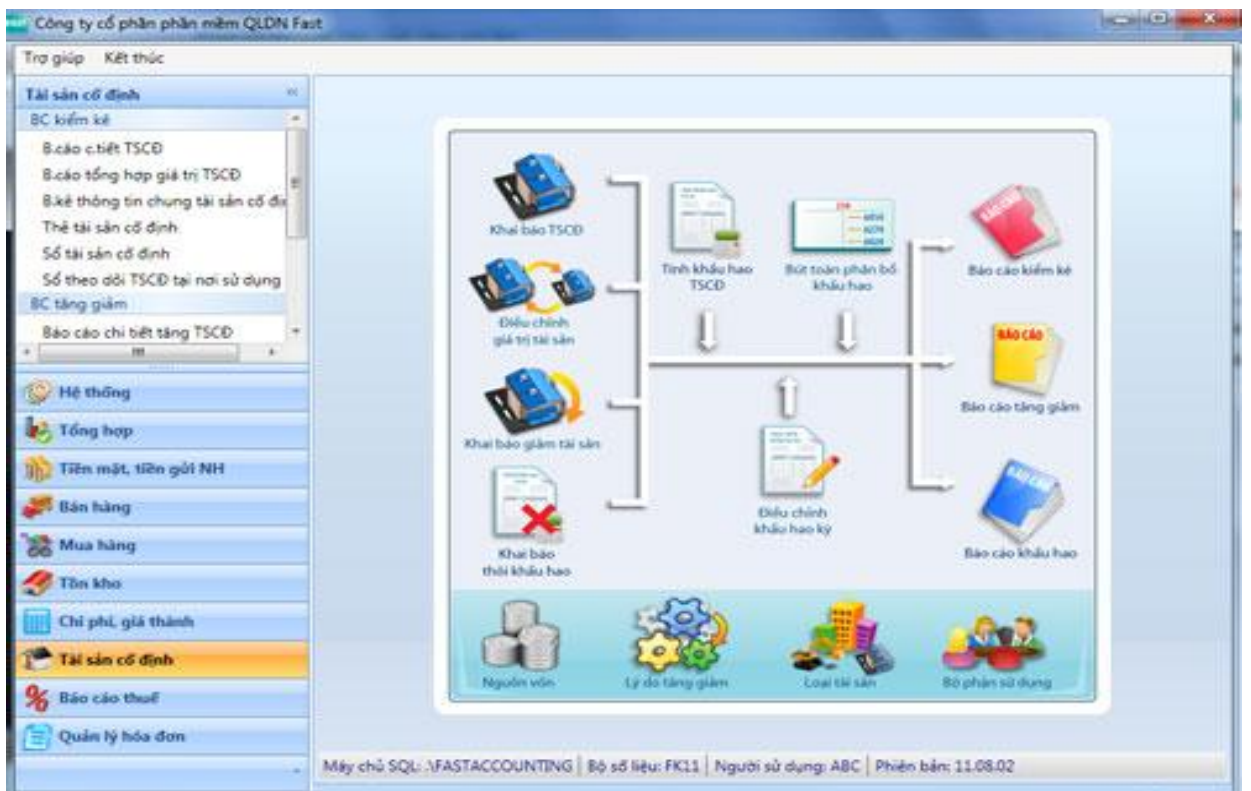 Công ty cổ phần phần mềm QLDN Fast
Trợ giúp Kết thúc
Tài sản cố định
BC kiểm kê
B.cáo c.tiết TSCĐ
B.cáo tổng hợp giá trị TSCĐ
B.kê thông tin chung tài sản cố đị
Thẻ tài sản cố định
Sổ tài sản cố định
Sổ theo dõi TSCĐ tại nơi sử dụng
BC tăng giảm
Báo cáo chi tiết tăng TSCĐ
Hệ thống
Tổng hợp
Tiền mặt, tiền gửi NH
Bán hàng
Mua hàng
Tồn kho
Chi phí, giá thành
Tài sản cố định
Báo cáo thuế
Quản lý hóa đơn
Khai báo TSCĐ
Tính khấu hao
TSCĐ
Bút toán phân bổ
khấu hao
BÁO CÁO
Báo cáo kiểm kê
Điều chỉnh
giá trị tài sản
BÁO CÁO
Báo cáo tăng giảm
Khai báo giảm tài sản
Điều chỉnh
khấu hao kỳ
BÁO CÁO
Báo cáo khấu hao
Khai báo
thôi khấu hao
Nguồn vốn
Lý do tăng giảm
Loại tài sản
Bộ phận sử dụng
Máy chủ SQL: .\FASTACCOUNTING Bộ số liệu: FK11 Người sử dụng: ABC Phiên bản: 11.08.02